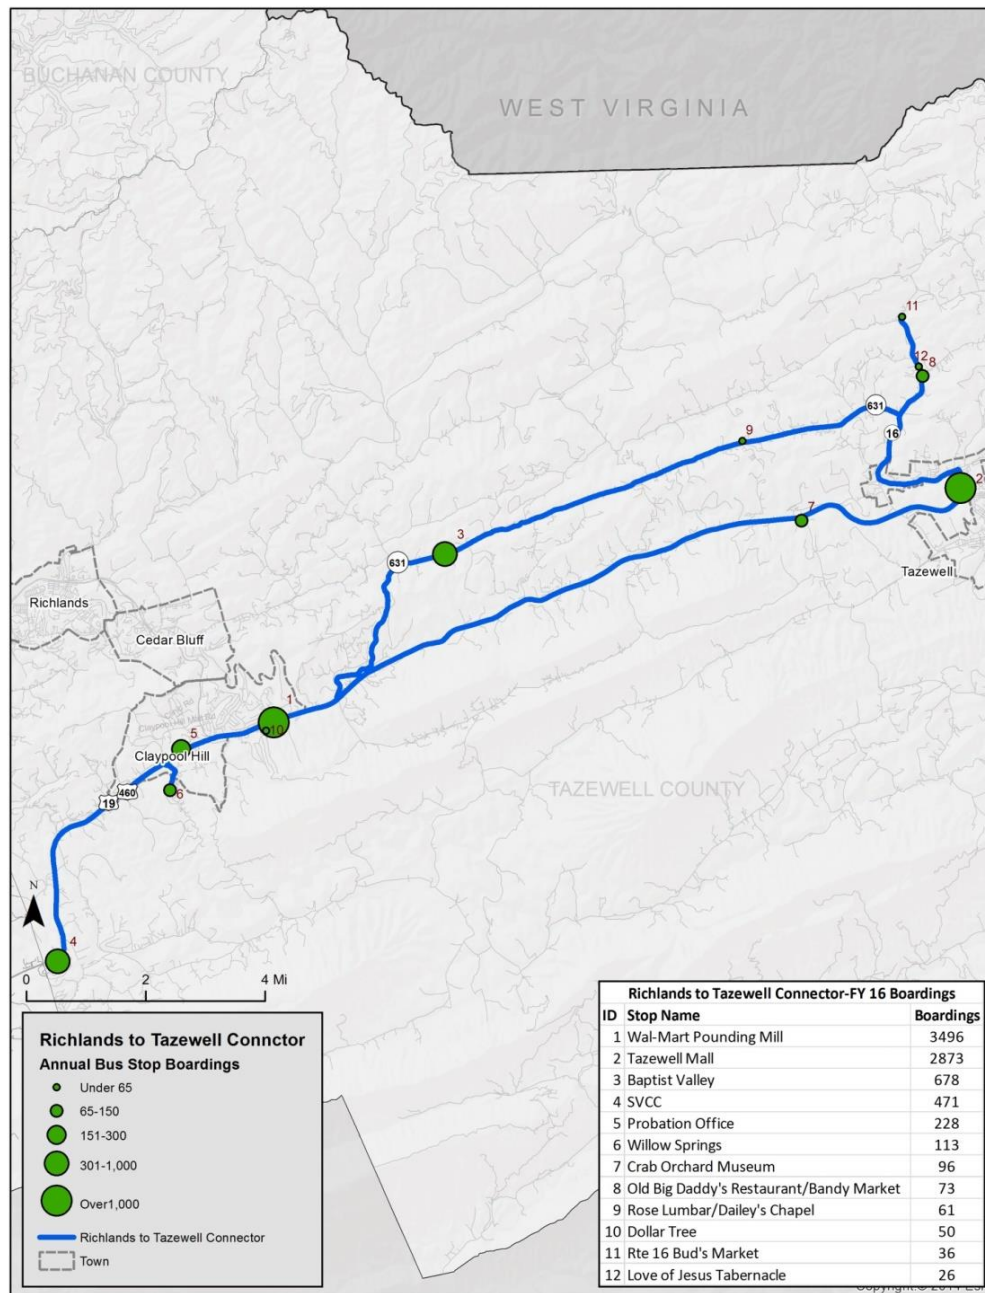 BUCHANAN COUNTY
WEST VIRGINIA
11
12
8
631
9
16
2
7
3
631
Tazewell
Richlands
Cedar Bluff
1
10
5
Claypool Hill
TAZEWELL COUNTY
6
460
19
N
4
0 2 4 Mi
Richlands to Tazewell Connctor
Annual Bus Stop Boardings
Under 65
65-150
151-300
301-1,000
Over1,000
Richlands to Tazewell Connector
Town
Richlands to Tazewell Connector-FY 16 Boardings
ID Stop Name Boardings
1 Wal-Mart Pounding Mill 3496
2 Tazewell Mall 2873
3 Baptist Valley 678
4 SVCC 471
5 Probation Office 228
6 Willow Springs 113
7 Crab Orchard Museum 96
8 Old Big Daddy's Restaurant/Bandy Market 73
9 Rose Lumbar/Dailey's Chapel 61
10 Dollar Tree 50
11 Rte 16 Bud's Market 36
12 Love of Jesus Tabernacle 26